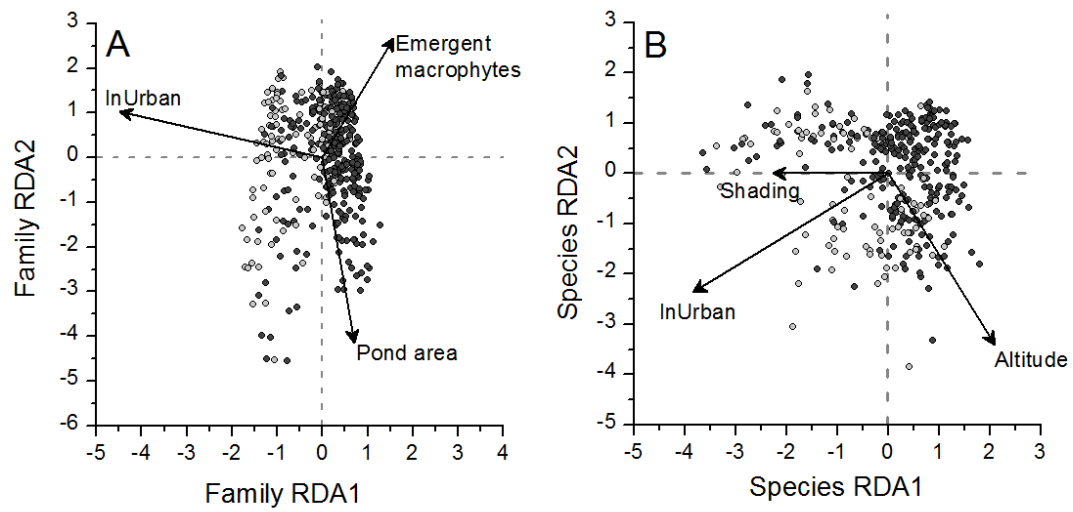 A
Emergent
macrophytes
InUrban
Pond area
Family RDA2
3
2
1
0
-1
-2
-3
-4
-5
-6
-5 -4 -3 -2 -1 0 1 2 3 4
Family RDA1
B
Shading
InUrban
Altitude
Species RDA2
3
2
1
0
-1
-2
-3
-4
-5
-5 -4 -3 -2 -1 0 1 2 3
Species RDA1